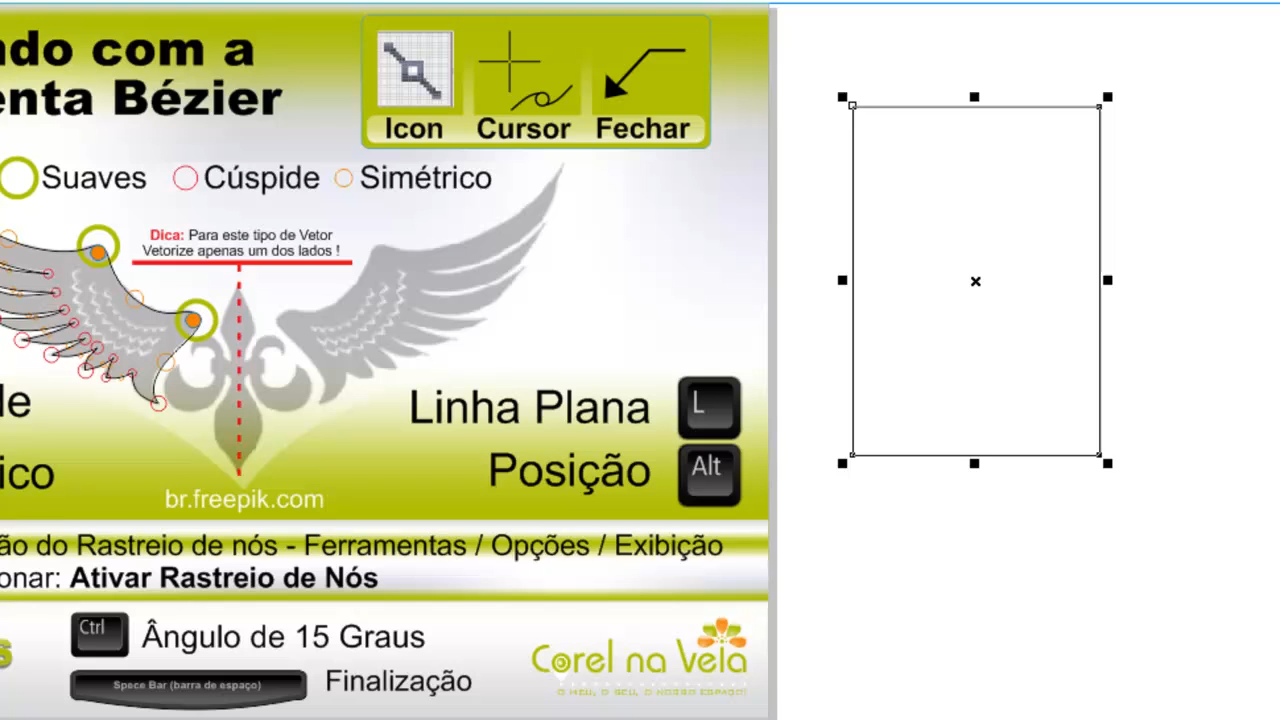 ndo com a
enta Bézier
Icon Cursor Fechar
Suaves Cúspide Simétrico
Dica: Para este tipo de Vetor
Vetorize apenas um dos lados !
le
Linha Plana L
ico
Posição Alt
br.freepik.com
ão do Rastreio de nós - Ferramentas / Opções / Exibição
onar: Ativar Rastreio de Nós
s
Ctrl Ângulo de 15 Graus
Spece Bar (barra de espaço) Finalização
Corel na Veia
O MEU, O SEU, O NOSSO ESPAÇO!